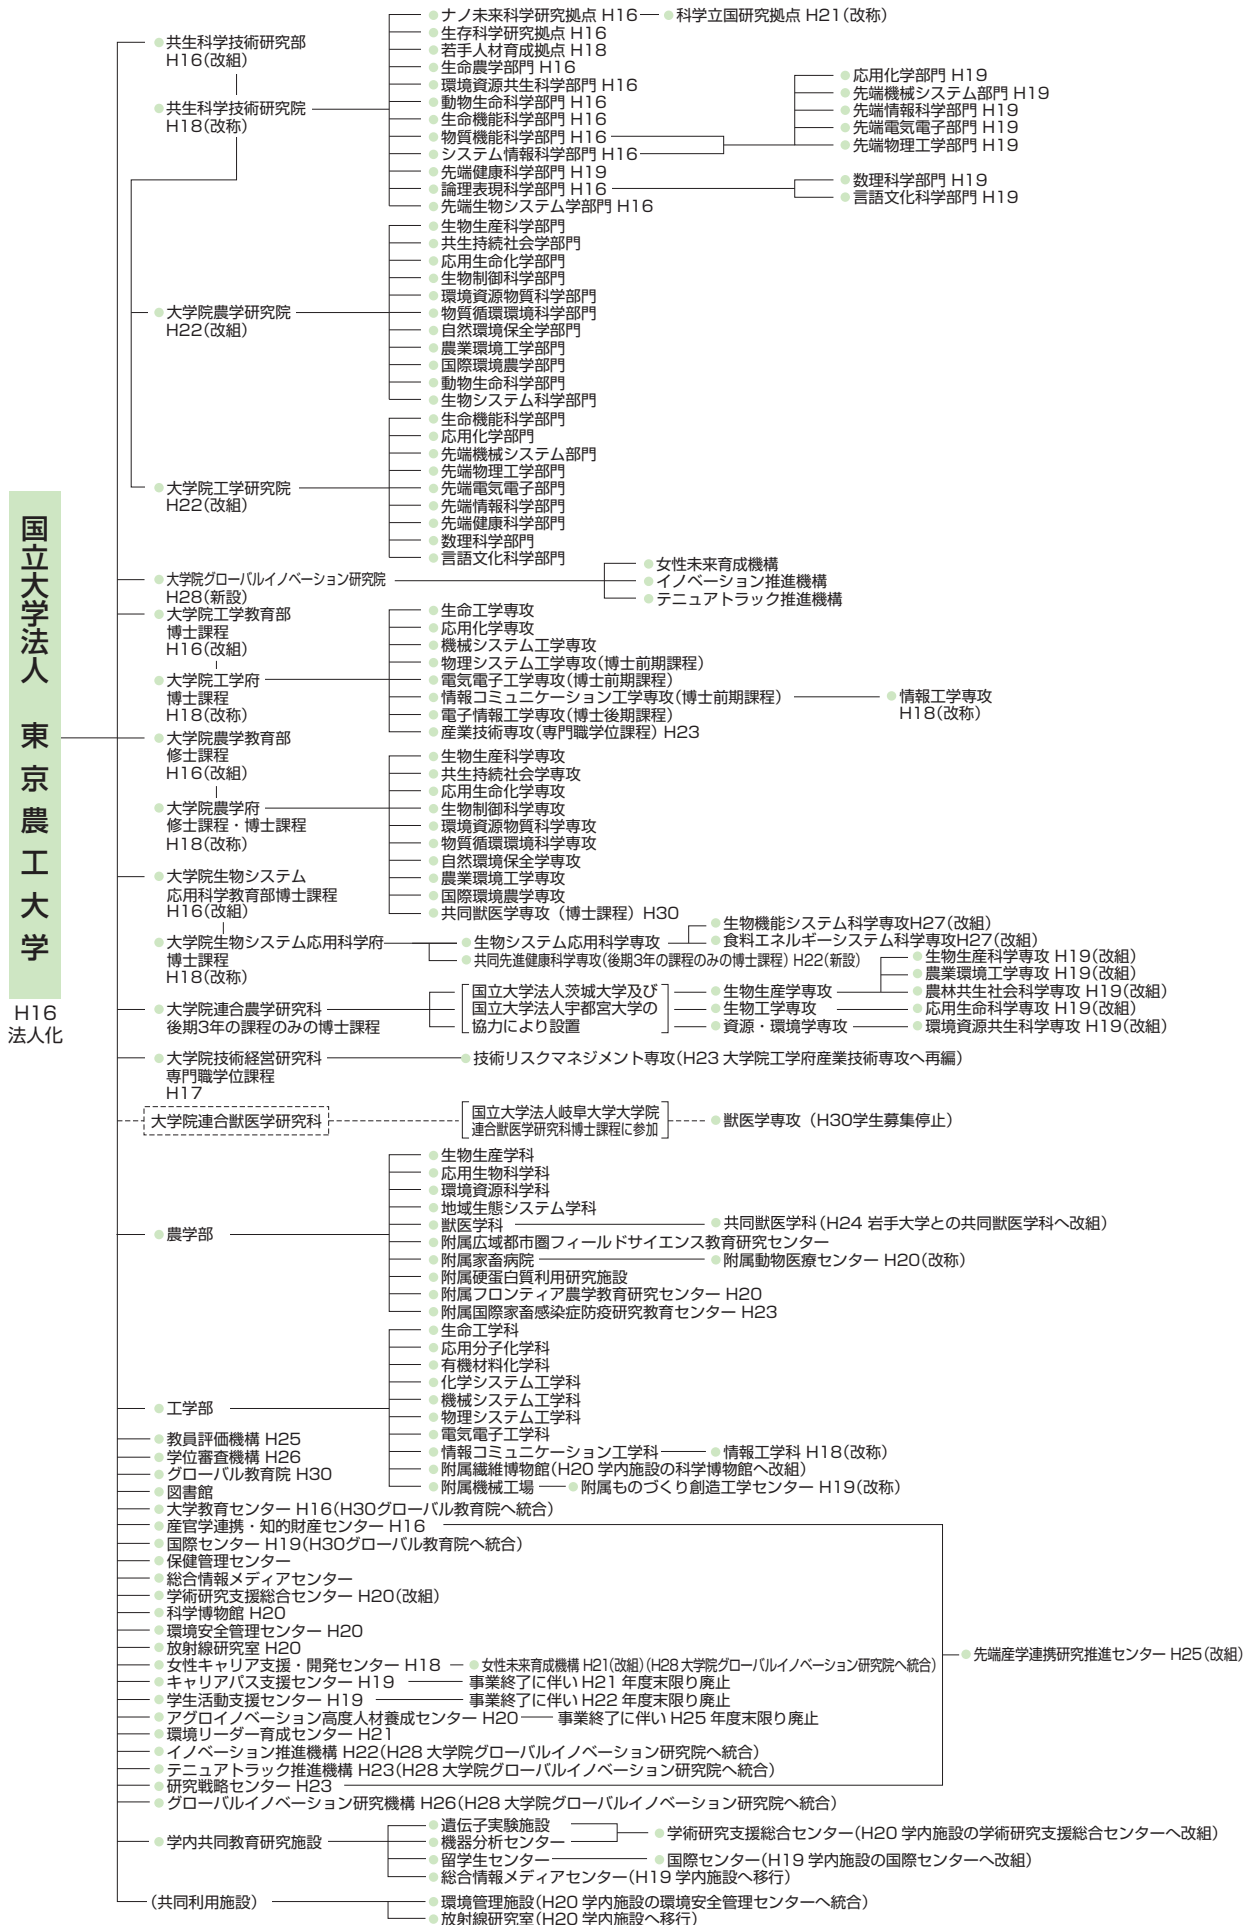 国立大学法人 東京農工大学
H16
法人化
共生科学技術研究部
H16(改組)
共生科学技術研究院
H18(改称)
ナノ未来科学研究拠点 H16
科学立国研究拠点 H21(改称)
生存科学研究拠点 H16
若手人材育成拠点 H18
生命農学部門 H16
環境資源共生科学部門 H16
動物生命科学部門 H16
生命機能科学部門 H16
物質機能科学部門 H16
システム情報科学部門 H16
先端健康科学部門 H19
論理表現科学部門 H16
先端生物システム学部門 H16
応用化学部門 H19
先端機械システム部門 H19
先端情報科学部門 H19
先端電気電子部門 H19
先端物理工学部門 H19
数理科学部門 H19
言語文化科学部門 H19
大学院農学研究院
H22(改組)
生物生産科学部門
共生持続社会学部門
応用生命化学部門
生物制御科学部門
環境資源物質科学部門
物質循環環境科学部門
自然環境保全学部門
農業環境工学部門
国際環境農学部門
動物生命科学部門
生物システム科学部門
大学院工学研究院
H22(改組)
生命機能科学部門
応用化学部門
先端機械システム部門
先端物理工学部門
先端電気電子部門
先端情報科学部門
先端健康科学部門
数理科学部門
言語文化科学部門
大学院グローバルイノベーション研究院
H28(新設)
女性未来育成機構
イノベーション推進機構
テニュアトラック推進機構
大学院工学教育部
博士課程
H16(改組)
大学院工学府
博士課程
H18(改称)
生命工学専攻
応用化学専攻
機械システム工学専攻
物理システム工学専攻(博士前期課程)
電気電子工学専攻(博士前期課程)
情報コミュニケーション工学専攻(博士前期課程)
情報工学専攻
H18(改称)
電子情報工学専攻(博士後期課程)
産業技術専攻(専門職学位課程) H23
大学院農学教育部
修士課程
H16(改組)
大学院農学府
修士課程・博士課程
H18(改称)
生物生産科学専攻
共生持続社会学専攻
応用生命化学専攻
生物制御科学専攻
環境資源物質科学専攻
物質循環環境科学専攻
自然環境保全学専攻
農業環境工学専攻
国際環境農学専攻
共同獣医学専攻（博士課程）H30
大学院生物システム
応用科学教育部博士課程
H16(改組)
大学院生物システム応用科学府
博士課程
H18(改称)
生物システム応用科学専攻
生物機能システム科学専攻H27(改組)
食料エネルギーシステム科学専攻H27(改組)
共同先進健康科学専攻(後期3年の課程のみの博士課程) H22(新設)
大学院連合農学研究科
後期3年の課程のみの博士課程
国立大学法人茨城大学及び
国立大学法人宇都宮大学の
協力により設置
生物生産学専攻
生物工学専攻
資源・環境学専攻
生物生産科学専攻 H19(改組)
農業環境工学専攻 H19(改組)
農林共生社会科学専攻 H19(改組)
応用生命科学専攻 H19(改組)
環境資源共生科学専攻 H19(改組)
大学院技術経営研究科
専門職学位課程
H17
技術リスクマネジメント専攻(H23 大学院工学府産業技術専攻へ再編)
大学院連合獣医学研究科
国立大学法人岐阜大学大学院
連合獣医学研究科博士課程に参加
獣医学専攻（H30学生募集停止）
農学部
生物生産学科
応用生物科学科
環境資源科学科
地域生態システム学科
獣医学科
共同獣医学科(H24 岩手大学との共同獣医学科へ改組)
附属広域都市圏フィールドサイエンス教育研究センター
附属家畜病院
附属動物医療センター H20(改称)
附属硬蛋白質利用研究施設
附属フロンティア農学教育研究センター H20
附属国際家畜感染症防疫研究教育センター H23
工学部
生命工学科
応用分子化学科
有機材料化学科
化学システム工学科
機械システム工学科
物理システム工学科
電気電子工学科
情報コミュニケーション工学科
情報工学科 H18(改称)
附属繊維博物館(H20 学内施設の科学博物館へ改組)
附属機械工場
附属ものづくり創造工学センター H19(改称)
教員評価機構 H25
学位審査機構 H26
グローバル教育院 H30
図書館
大学教育センター H16(H30グローバル教育院へ統合)
産官学連携・知的財産センター H16
国際センター H19(H30グローバル教育院へ統合)
保健管理センター
総合情報メディアセンター
学術研究支援総合センター H20(改組)
科学博物館 H20
環境安全管理センター H20
放射線研究室 H20
先端産学連携研究推進センター H25(改組)
女性キャリア支援・開発センター H18
女性未来育成機構 H21(改組)(H28 大学院グローバルイノベーション研究院へ統合)
キャリアパス支援センター H19
事業終了に伴い H21 年度末限り廃止
学生活動支援センター H19
事業終了に伴い H22 年度末限り廃止
アグロイノベーション高度人材養成センター H20
事業終了に伴い H25 年度末限り廃止
環境リーダー育成センター H21
イノベーション推進機構 H22(H28 大学院グローバルイノベーション研究院へ統合)
テニュアトラック推進機構 H23(H28 大学院グローバルイノベーション研究院へ統合)
研究戦略センター H23
グローバルイノベーション研究機構 H26(H28 大学院グローバルイノベーション研究院へ統合)
学内共同教育研究施設
遺伝子実験施設
機器分析センター
学術研究支援総合センター(H20 学内施設の学術研究支援総合センターへ改組)
留学生センター
国際センター(H19 学内施設の国際センターへ改組)
総合情報メディアセンター(H19 学内施設へ移行)
(共同利用施設)
環境管理施設(H20 学内施設の環境安全管理センターへ統合)
放射線研究室(H20 学内施設へ移行)